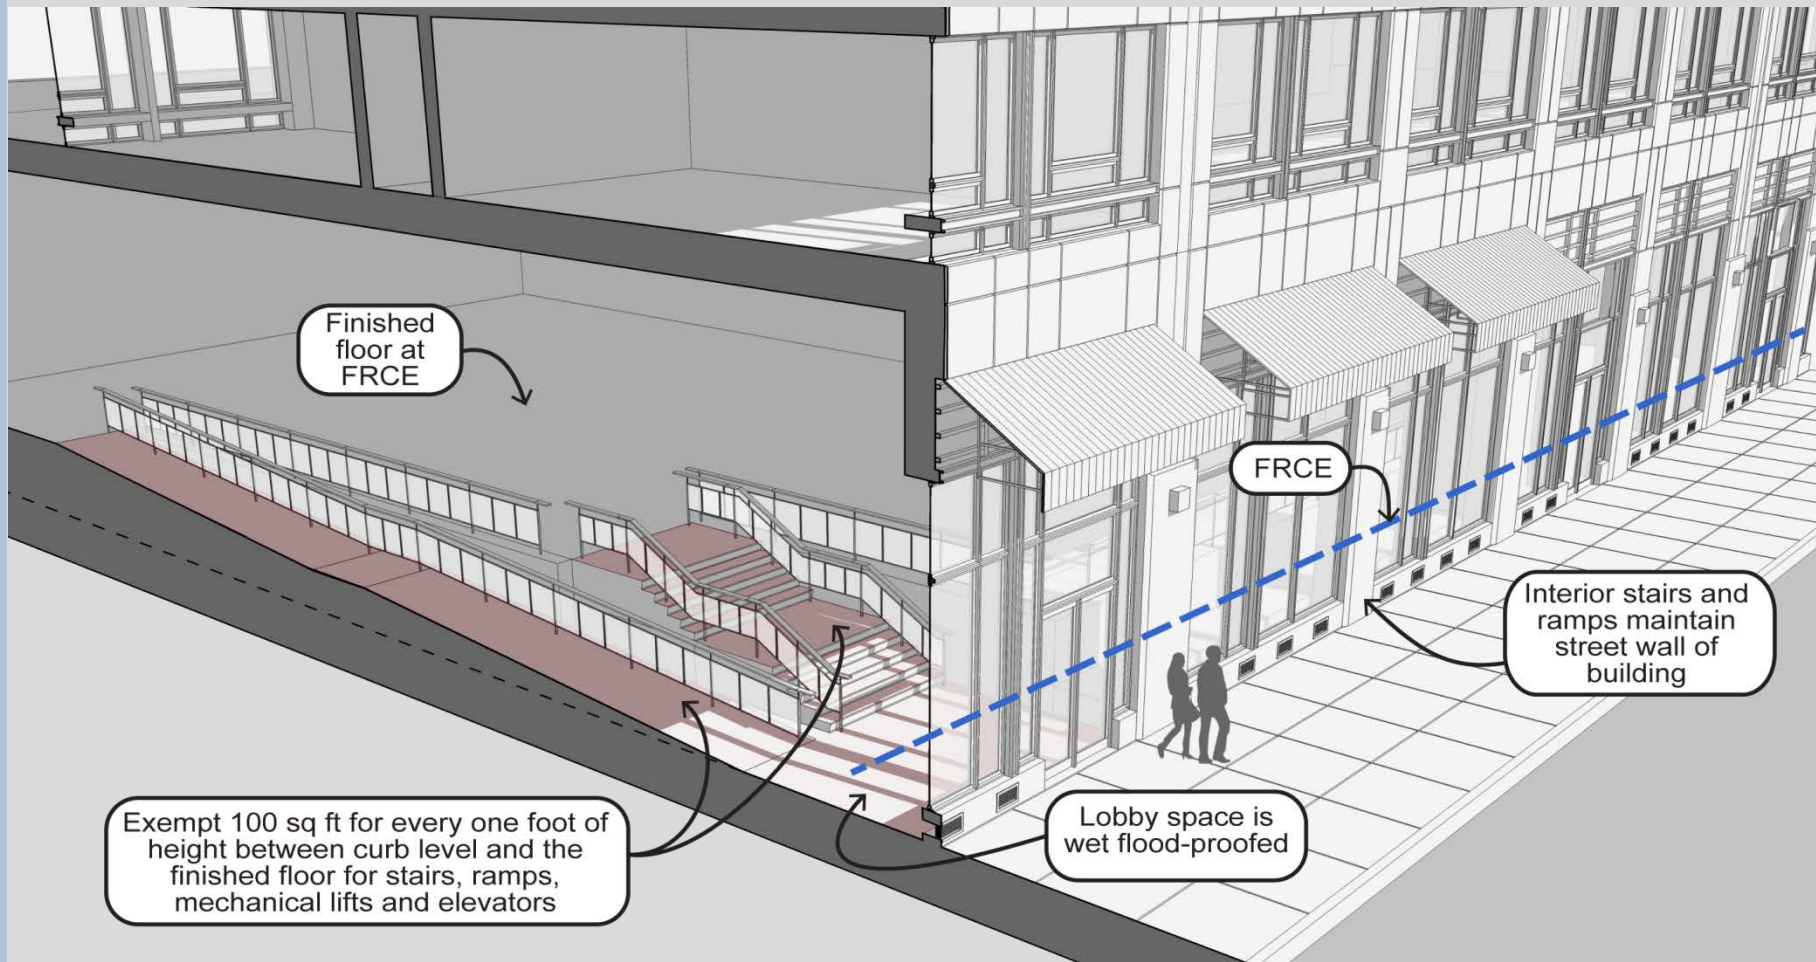 Finished
floor at
FRCE
FRCE
Interior stairs and
ramps maintain
street wall of
building
Exempt 100 sq ft for every one foot of
height between curb level and the
finished floor for stairs, ramps,
mechanical lifts and elevators
Lobby space is
wet flood-proofed